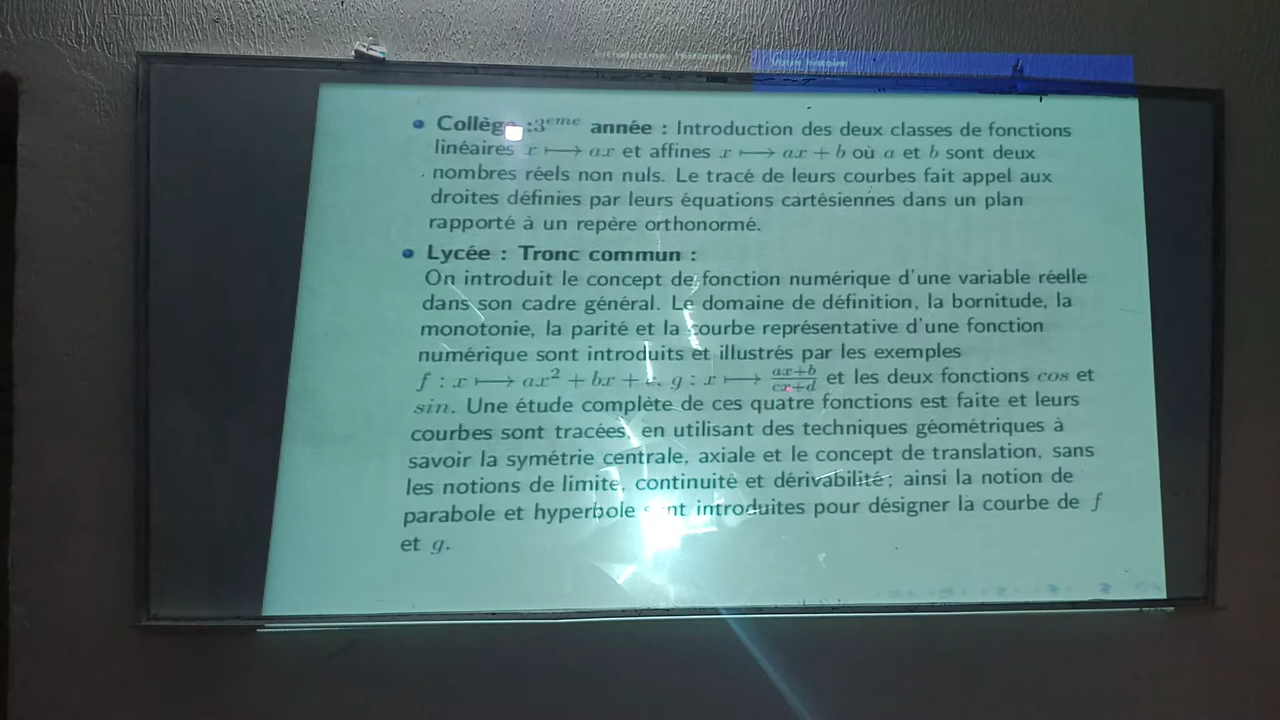 Votre histoire
• Collège :3^{eme} année : Introduction des deux classes de fonctions
linéaires x ⟼ ax et affines x ⟼ ax + b où a et b sont deux
nombres réels non nuls. Le tracé de leurs courbes fait appel aux
droites définies par leurs équations cartésiennes dans un plan
rapporté à un repère orthonormé.
• Lycée : Tronc commun :
On introduit le concept de fonction numérique d'une variable réelle
dans son cadre général. Le domaine de définition, la bornitude, la
monotonie, la parité et la courbe représentative d'une fonction
numérique sont introduits et illustrés par les exemples
f : x ⟼ ax² + bx + c, g : x ⟼ \frac{ax+b}{cx+d} et les deux fonctions cos et
sin. Une étude complète de ces quatre fonctions est faite et leurs
courbes sont tracées, en utilisant des techniques géométriques à
savoir la symétrie centrale, axiale et le concept de translation, sans
les notions de limite, continuité et dérivabilité; ainsi la notion de
parabole et hyperbole sont introduites pour désigner la courbe de f
et g.